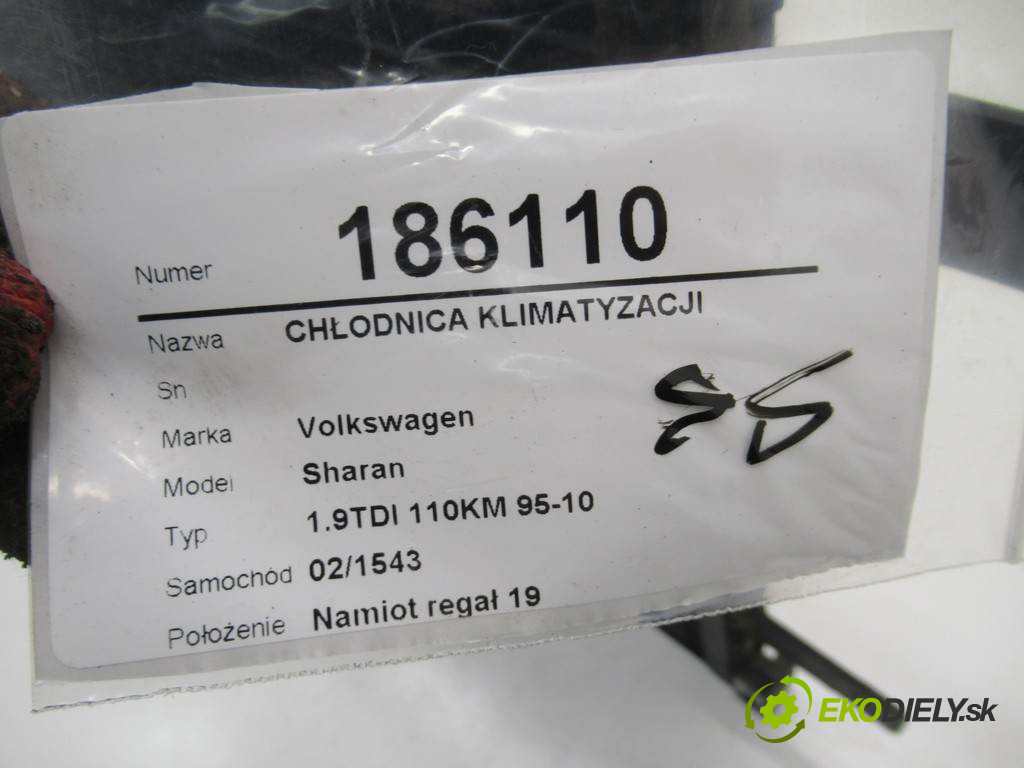 Numer 186110
Nazwa CHŁODNICA KLIMATYZACJI
Sn
Marka Volkswagen
Model Sharan
Typ 1.9TDI 110KM 95-10
Samochód 02/1543
Położenie Namiot regał 19
EKODIELY.sk